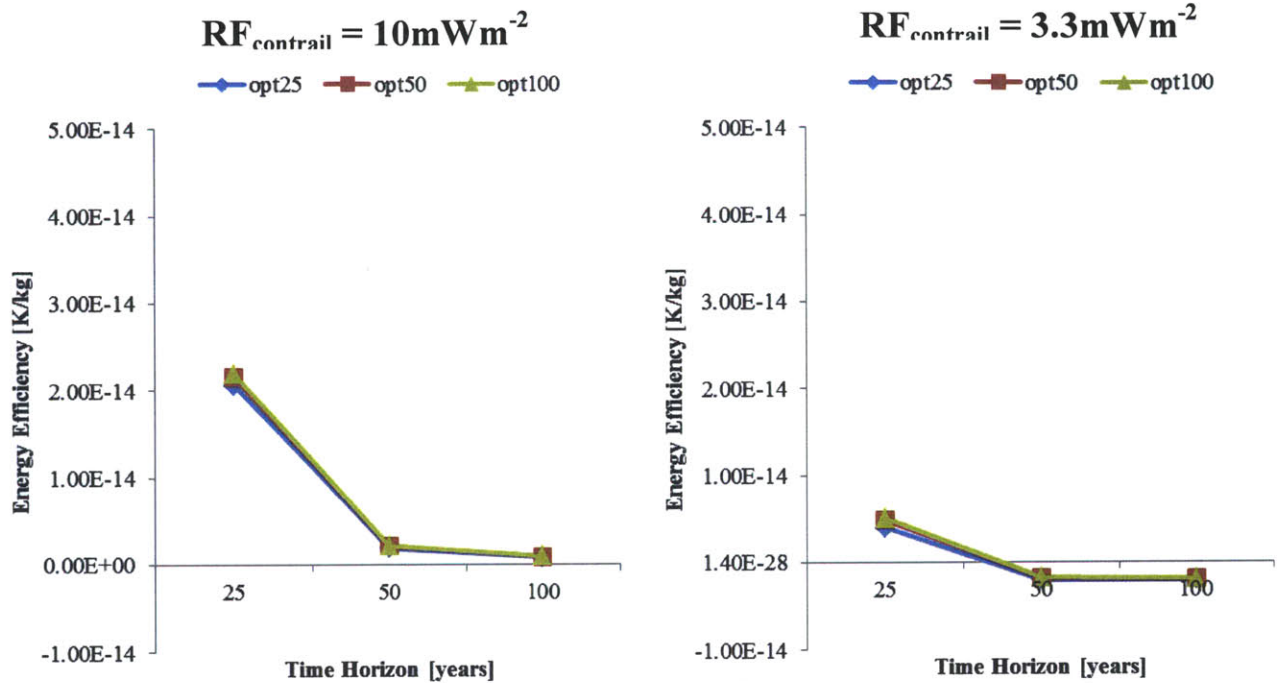 RFcontrail = 10mWm-2
opt25 opt50 opt100
5.00E-14
4.00E-14
3.00E-14
2.00E-14
1.00E-14
0.00E+00
-1.00E-14
25 50 100
Energy Efficiency [K/kg]
Time Horizon [years]
RFcontrail = 3.3mWm-2
opt25 opt50 opt100
5.00E-14
4.00E-14
3.00E-14
2.00E-14
1.00E-14
1.40E-28
-1.00E-14
25 50 100
Energy Efficiency [K/kg]
Time Horizon [years]